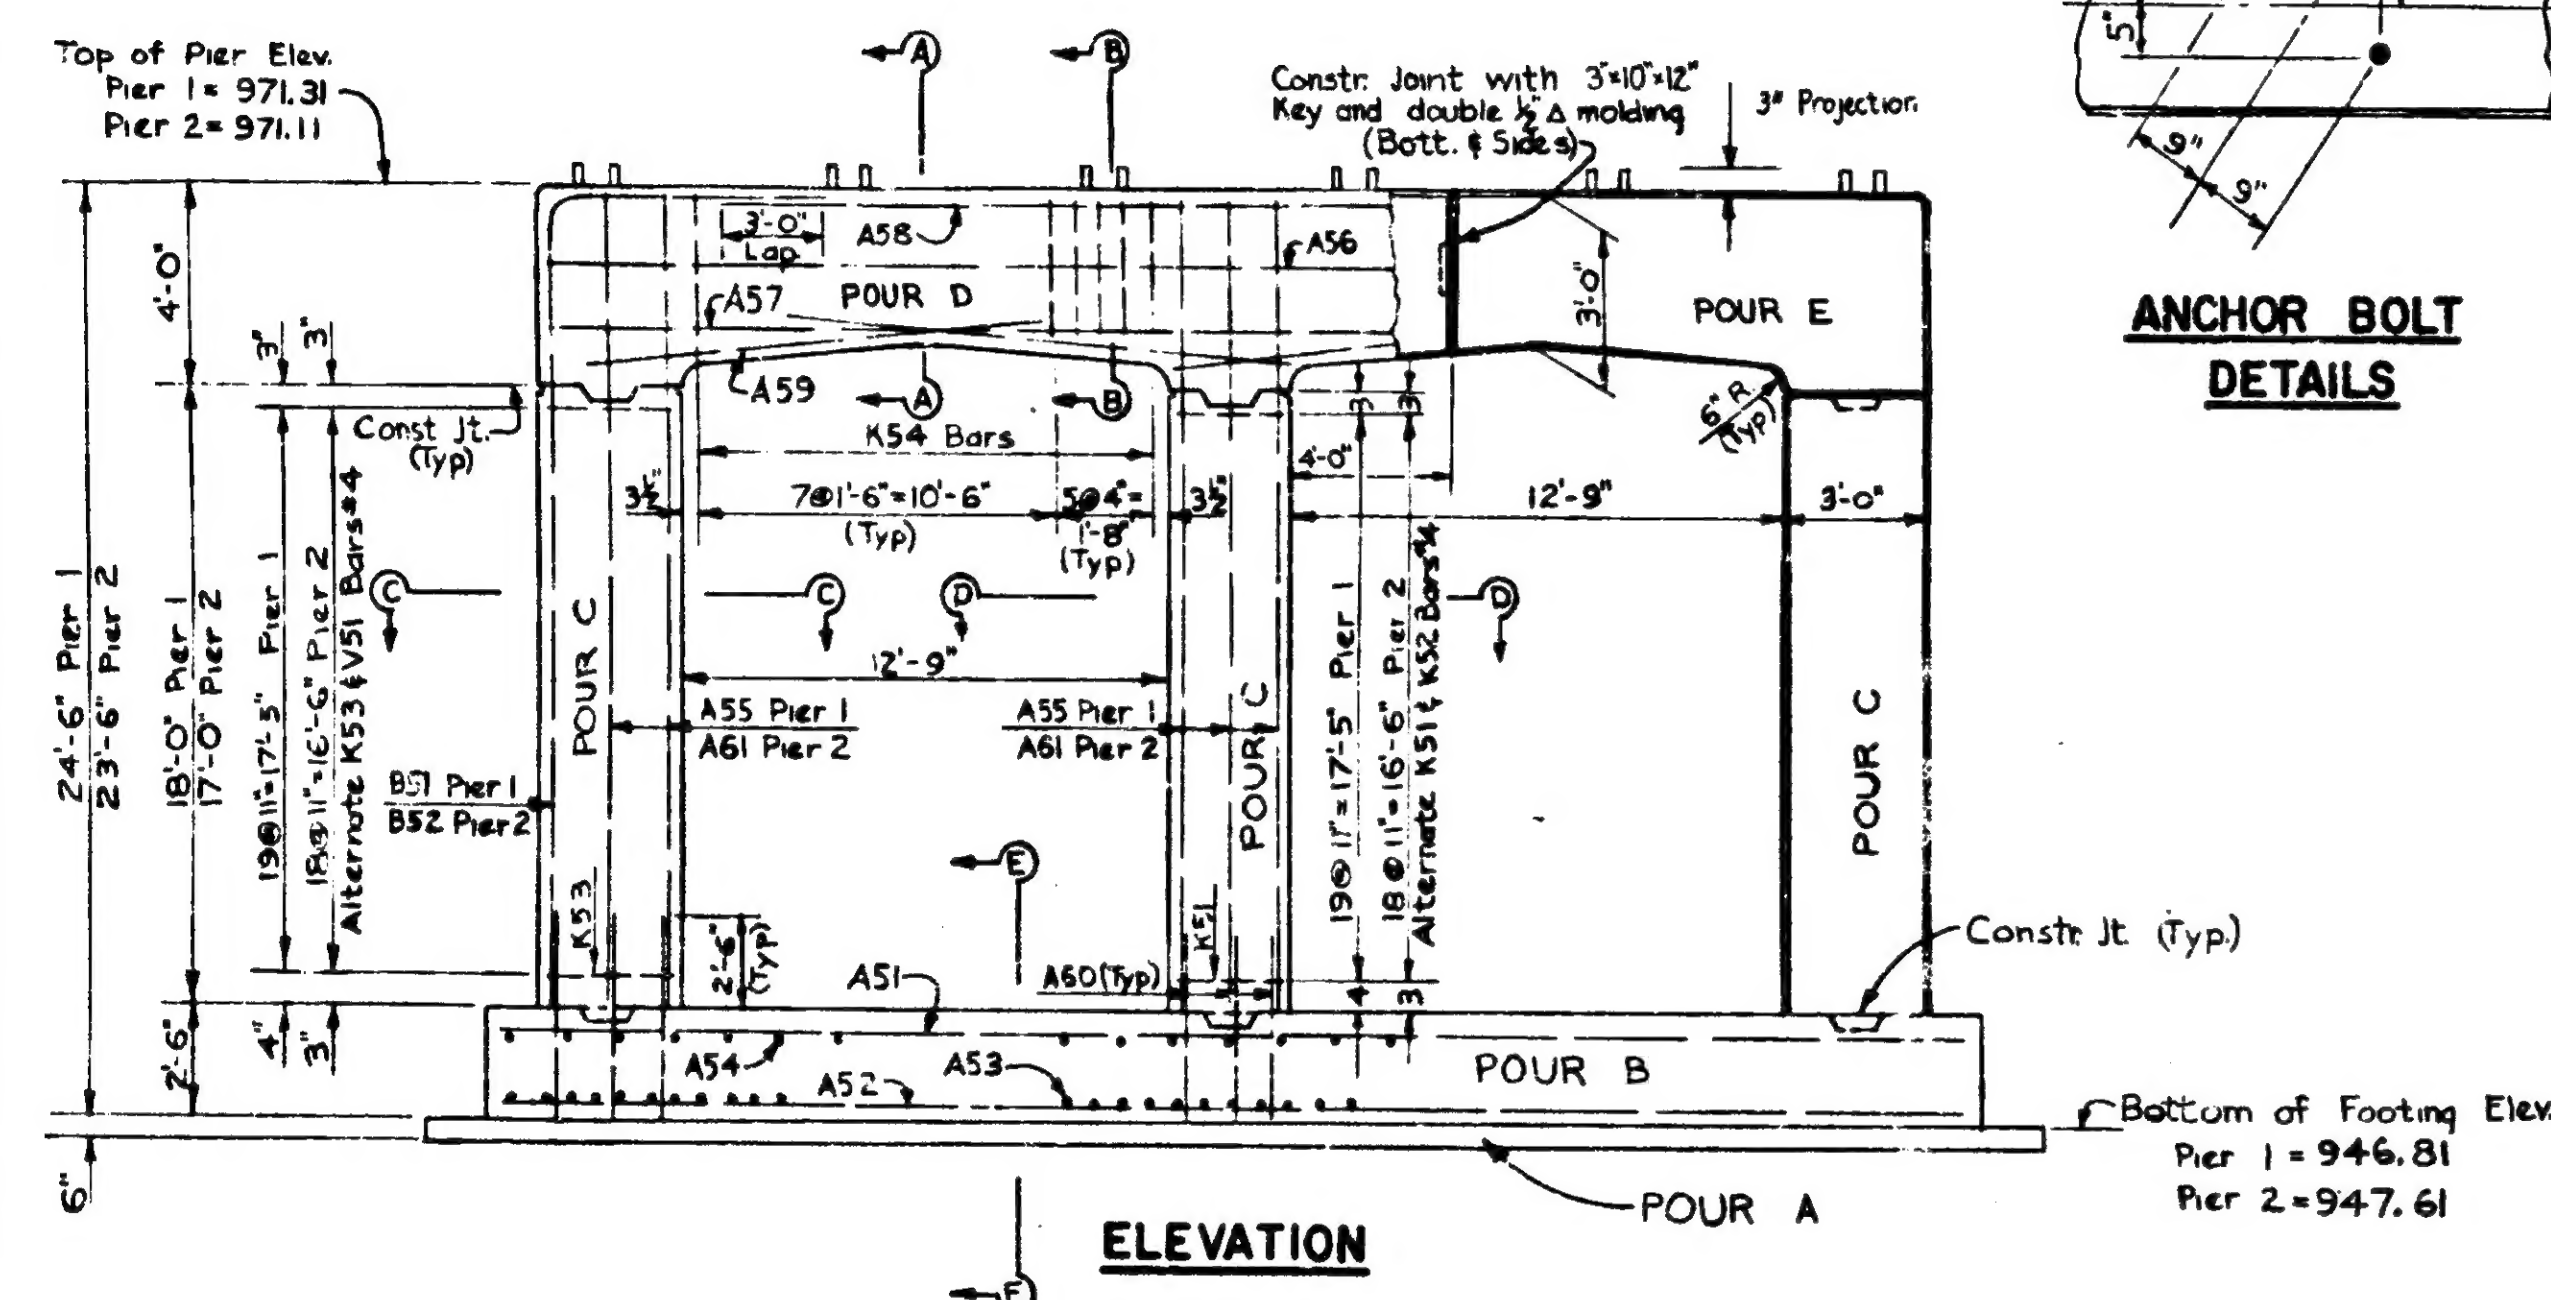 Top of Pier Elev.
Pier 1= 971.31
Pier 2= 971.11
A
B
Constr. Joint with 3"x10"x12"
Key and double ½" Δ molding
(Bott. & Sides)
3" Projection
5"
9"
9"
ANCHOR BOLT
DETAILS
3'-0"
Lap
A58
A56
A57
POUR D
A59
3'-0"
POUR E
4'-0"
3"
3"
Const Jt.
(Typ)
A
B
K54 Bars
3
3
6" R.
(Typ)
4'-0"
3½"
7@1'-6"=10'-6"
(Typ)
5@4"=
1'-8"
(Typ)
3½"
12'-9"
3'-0"
C
C
D
D
12'-9"
24'-6" Pier 1
23'-6" Pier 2
18'-0" Pier 1
17'-0" Pier 2
19@11"=17'-5" Pier 1
18@11"=16'-6" Pier 2
Alternate K53 & V51 Bars #4
POUR C
A55 Pier 1
A61 Pier 2
A55 Pier 1
A61 Pier 2
POUR C
19@11"=17'-5" Pier 1
18@11"=16'-6" Pier 2
Alternate K51 & K52 Bars #4
POUR C
B51 Pier 1
B52 Pier 2
E
K53
2'-6"
(Typ)
K51
A51
A60 (Typ)
4
3
Constr. Jt. (Typ.)
2'-6"
4"
3"
A54
A52
A53
POUR B
6"
Bottom of Footing Elev.
Pier 1 = 946.81
Pier 2 = 947.61
POUR A
ELEVATION